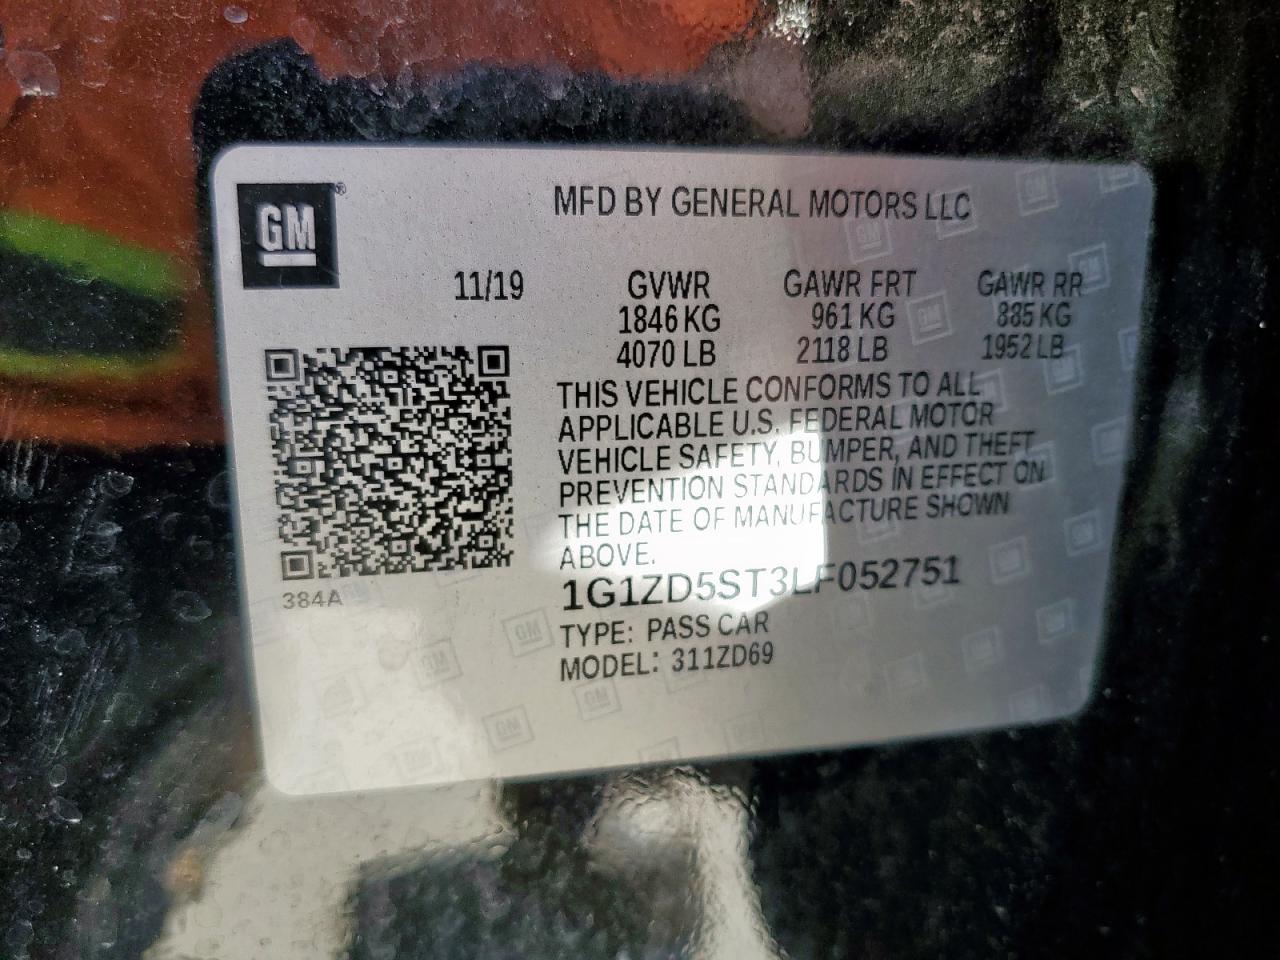 GM®
MFD BY GENERAL MOTORS LLC
11/19 GVWR GAWR FRT GAWR RR
1846 KG 961 KG 885 KG
4070 LB 2118 LB 1952 LB
THIS VEHICLE CONFORMS TO ALL
APPLICABLE U.S. FEDERAL MOTOR
VEHICLE SAFETY, BUMPER, AND THEFT
PREVENTION STANDARDS IN EFFECT ON
THE DATE OF MANUFACTURE SHOWN
ABOVE.
384A
1G1ZD5ST3LF052751
TYPE: PASS CAR
MODEL: 311ZD69